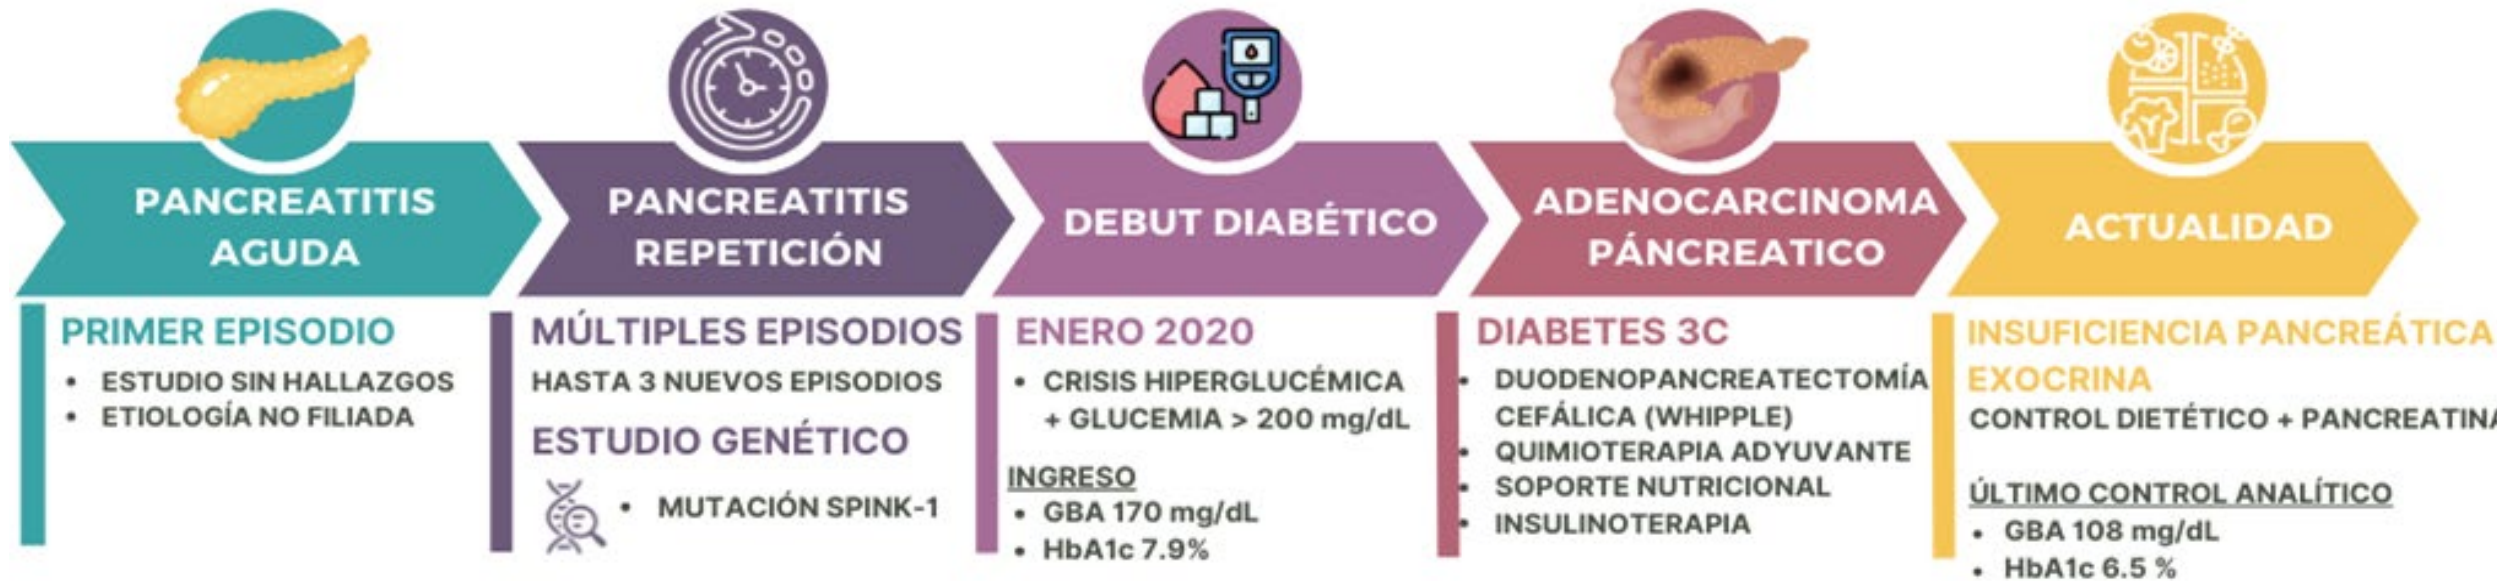 PANCREATITIS
AGUDA
PRIMER EPISODIO
• ESTUDIO SIN HALLAZGOS
• ETIOLOGÍA NO FILIADA
PANCREATITIS
REPETICIÓN
MÚLTIPLES EPISODIOS
HASTA 3 NUEVOS EPISODIOS
ESTUDIO GENÉTICO
• MUTACIÓN SPINK-1
DEBUT DIABÉTICO
ENERO 2020
• CRISIS HIPERGLUCÉMICA
+ GLUCEMIA > 200 mg/dL
INGRESO
• GBA 170 mg/dL
• HbA1c 7.9%
ADENOCARCINOMA
PÁNCREATICO
DIABETES 3C
• DUODENOPANCREATECTOMÍA
CEFÁLICA (WHIPPLE)
• QUIMIOTERAPIA ADYUVANTE
• SOPORTE NUTRICIONAL
• INSULINOTERAPIA
ACTUALIDAD
INSUFICIENCIA PANCREÁTICA
EXOCRINA
CONTROL DIETÉTICO + PANCREATINA
ÚLTIMO CONTROL ANALÍTICO
• GBA 108 mg/dL
• HbA1c 6.5 %